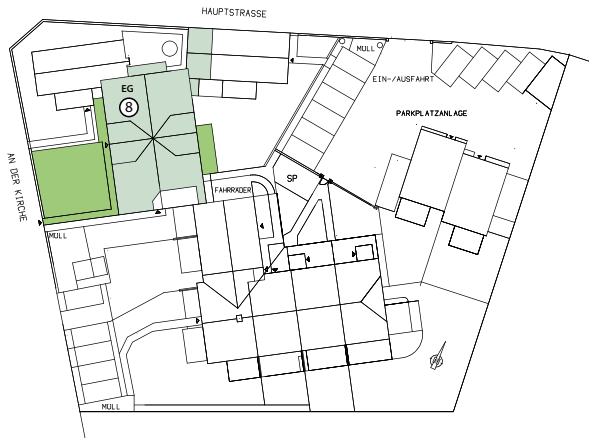 HAUPTSTRASSE
MÜLL
EIN-/AUSFAHRT
EG
8
PARKPLATZANLAGE
AN DER KIRCHE
SP
FAHRRÄDER
MÜLL
MÜLL